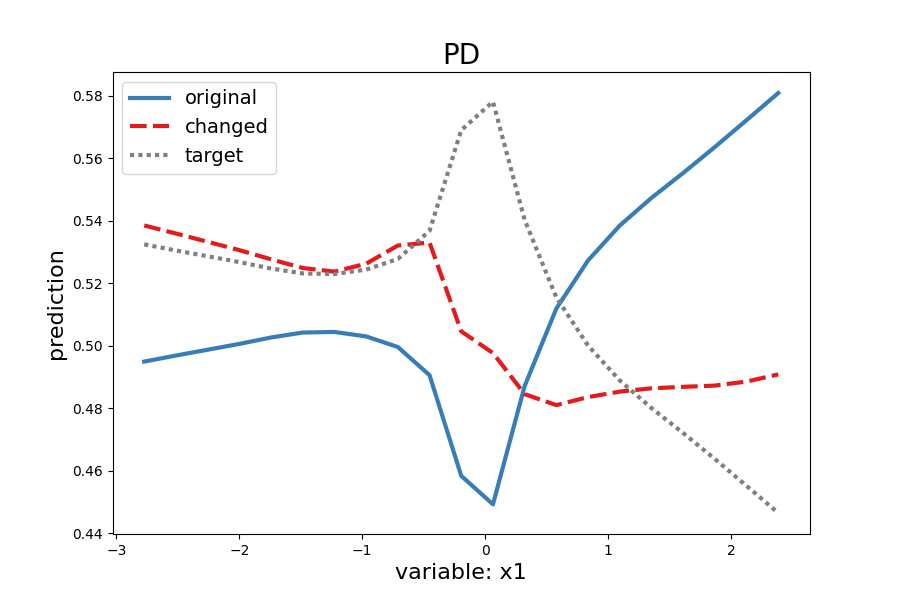 PD
original
changed
target
0.58
0.56
0.54
0.52
0.50
0.48
0.46
0.44
prediction
−3
−2
−1
0
1
2
variable: x1